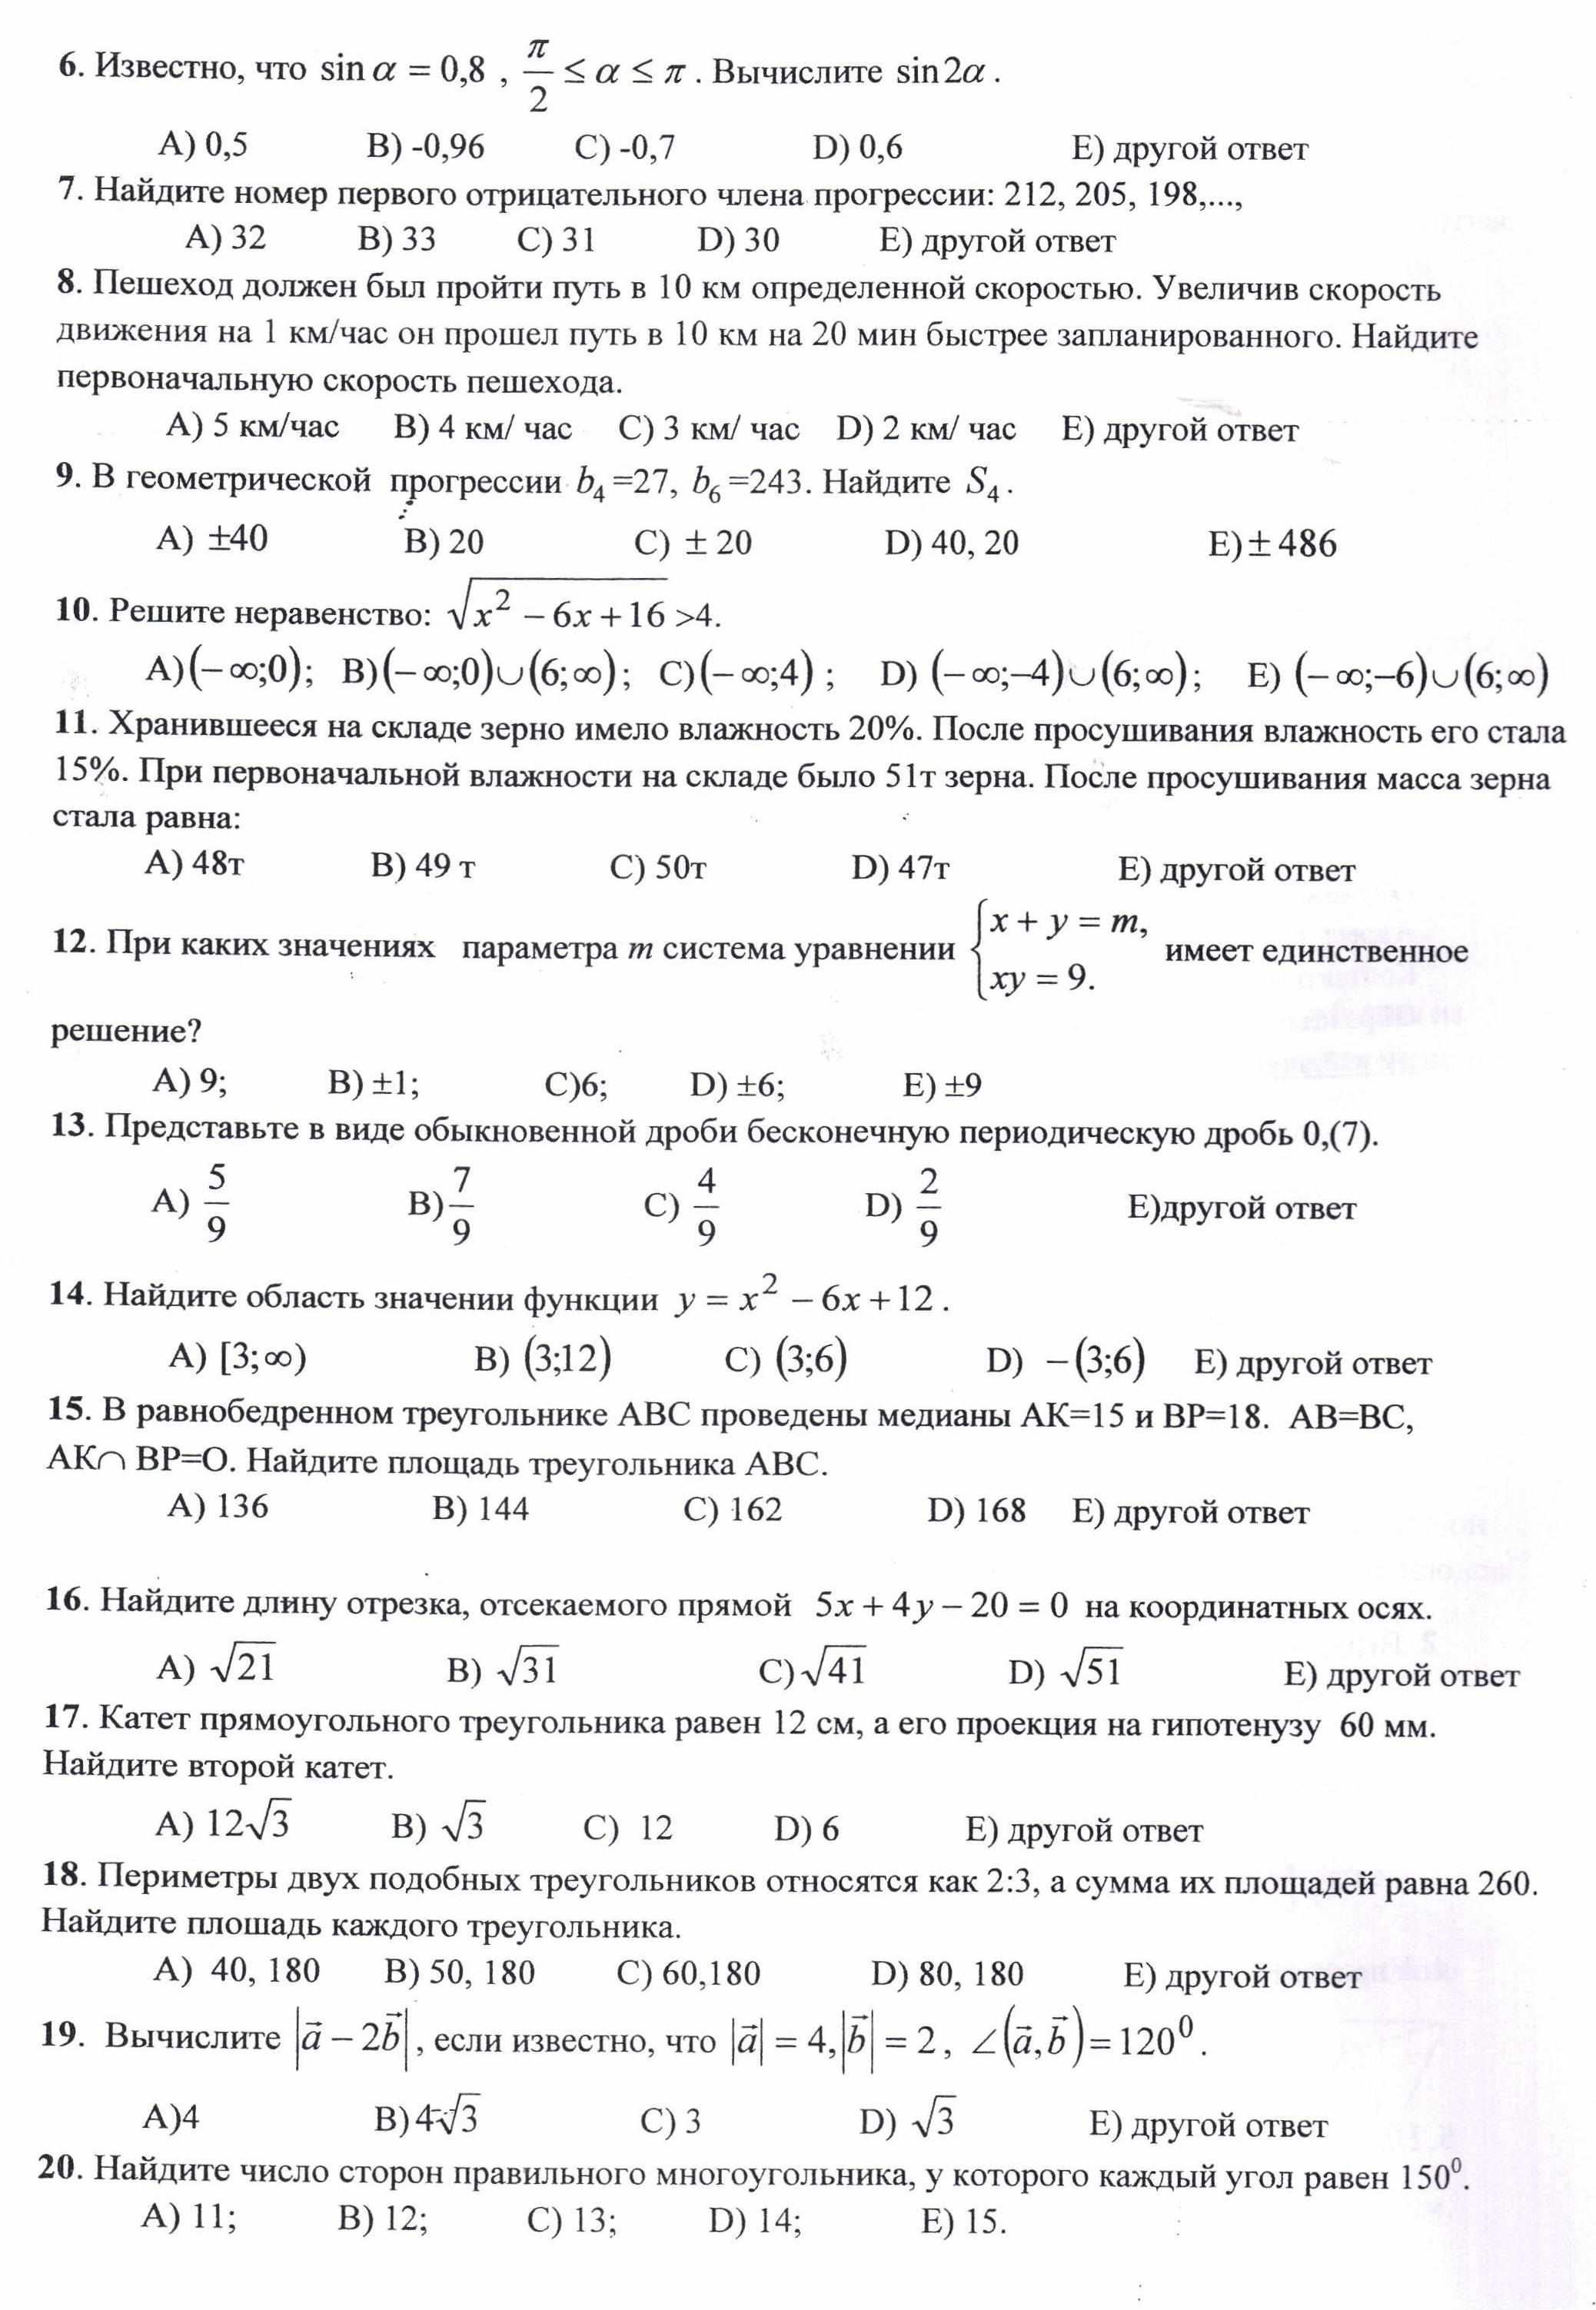 6. Известно, что sin α = 0,8 , π/2 ≤ α ≤ π . Вычислите sin 2α .
A) 0,5 B) -0,96 C) -0,7 D) 0,6 E) другой ответ
7. Найдите номер первого отрицательного члена прогрессии: 212, 205, 198,...,
A) 32 B) 33 C) 31 D) 30 E) другой ответ
8. Пешеход должен был пройти путь в 10 км определенной скоростью. Увеличив скорость
движения на 1 км/час он прошел путь в 10 км на 20 мин быстрее запланированного. Найдите
первоначальную скорость пешехода.
A) 5 км/час B) 4 км/ час C) 3 км/ час D) 2 км/ час E) другой ответ
9. В геометрической прогрессии b₄ =27, b₆ =243. Найдите S₄ .
A) ±40 B) 20 C) ± 20 D) 40, 20 E) ± 486
10. Решите неравенство: √(x² − 6x + 16) >4.
A) (− ∞;0); B) (− ∞;0)∪(6; ∞); C) (− ∞;4) ; D) (− ∞;−4)∪(6; ∞); E) (− ∞;−6)∪(6; ∞)
11. Хранившееся на складе зерно имело влажность 20%. После просушивания влажность его стала
15%. При первоначальной влажности на складе было 51т зерна. После просушивания масса зерна
стала равна:
A) 48т B) 49 т C) 50т D) 47т E) другой ответ
12. При каких значениях параметра m система уравнении {x + y = m, xy = 9. имеет единственное
решение?
A) 9; B) ±1; C)6; D) ±6; E) ±9
13. Представьте в виде обыкновенной дроби бесконечную периодическую дробь 0,(7).
A) 5/9 B) 7/9 C) 4/9 D) 2/9 E)другой ответ
14. Найдите область значении функции y = x² − 6x + 12 .
A) [3; ∞) B) (3;12) C) (3;6) D) −(3;6) E) другой ответ
15. В равнобедренном треугольнике ABC проведены медианы AK=15 и BP=18. AB=BC,
AK∩ BP=O. Найдите площадь треугольника ABC.
A) 136 B) 144 C) 162 D) 168 E) другой ответ
16. Найдите длину отрезка, отсекаемого прямой 5x + 4y − 20 = 0 на координатных осях.
A) √21 B) √31 C) √41 D) √51 E) другой ответ
17. Катет прямоугольного треугольника равен 12 см, а его проекция на гипотенузу 60 мм.
Найдите второй катет.
A) 12√3 B) √3 C) 12 D) 6 E) другой ответ
18. Периметры двух подобных треугольников относятся как 2:3, а сумма их площадей равна 260.
Найдите плошадь каждого треугольника.
A) 40, 180 B) 50, 180 C) 60,180 D) 80, 180 E) другой ответ
19. Вычислите |a⃗ − 2b⃗|, если известно, что |a⃗| = 4, |b⃗| = 2, ∠(a⃗, b⃗) = 120⁰ .
A)4 B) 4√3 C) 3 D) √3 E) другой ответ
20. Найдите число сторон правильного многоугольника, у которого каждый угол равен 150⁰.
A) 11; B) 12; C) 13; D) 14; E) 15.